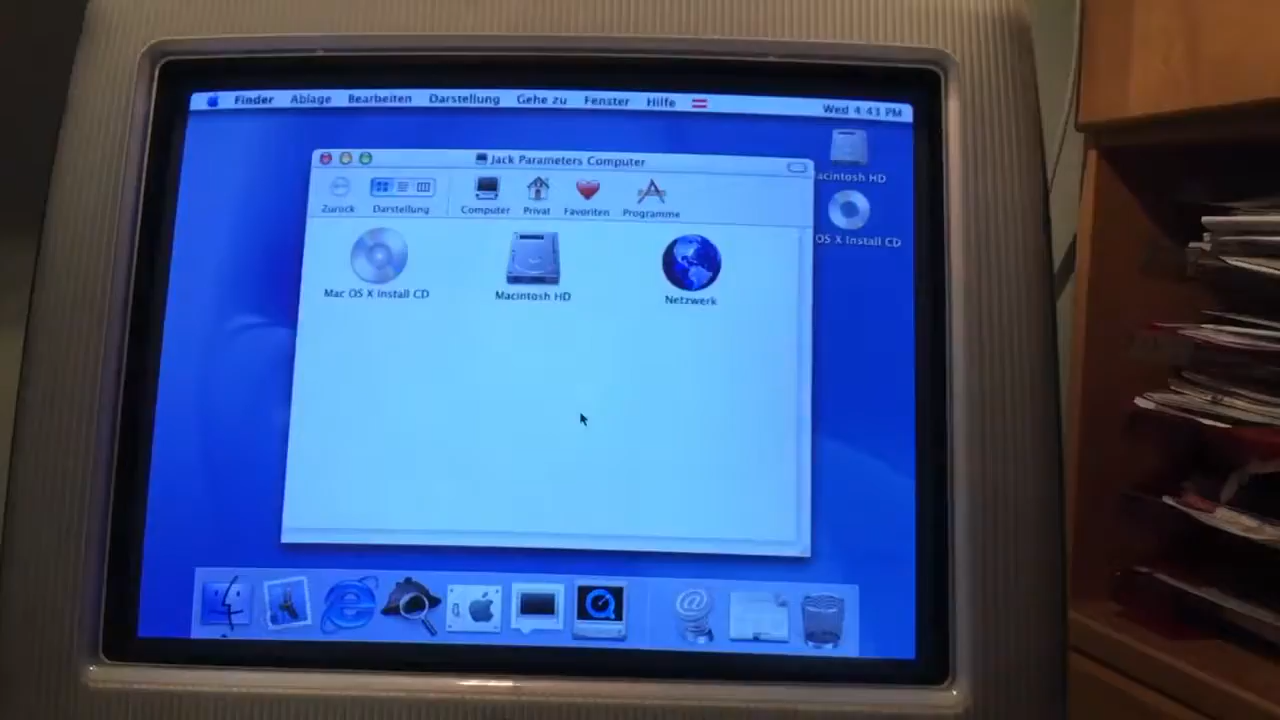 Finder Ablage Bearbeiten Darstellung Gehe zu Fenster Hilfe Wed 4:43 PM
Jack Parameters Computer
Zurück Darstellung Computer Privat Favoriten Programme
Mac OS X Install CD Macintosh HD Netzwerk
acintosh HD
OS X Install CD